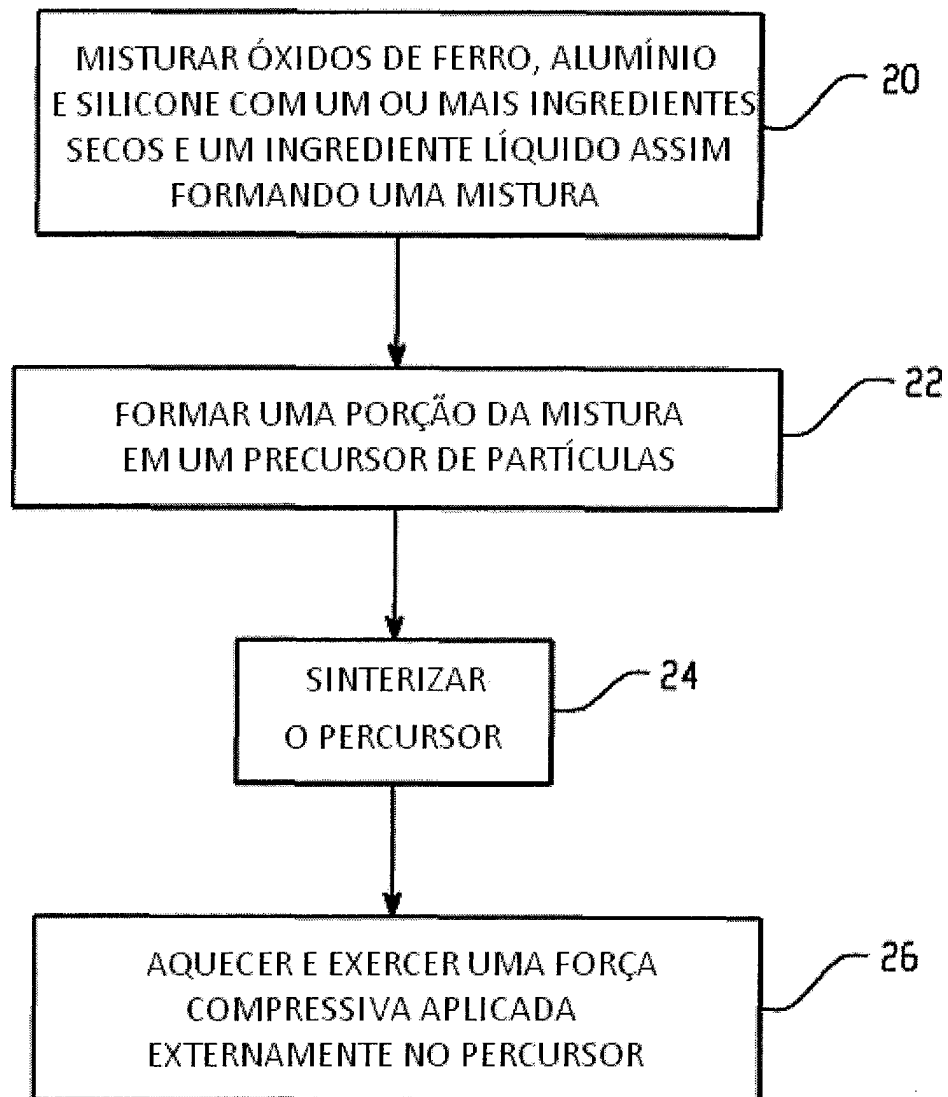 MISTURAR ÓXIDOS DE FERRO, ALUMÍNIO
E SILICONE COM UM OU MAIS INGREDIENTES
SECOS E UM INGREDIENTE LÍQUIDO ASSIM
FORMANDO UMA MISTURA
20
FORMAR UMA PORÇÃO DA MISTURA
EM UM PRECURSOR DE PARTÍCULAS
22
SINTERIZAR
O PERCURSOR
24
AQUECER E EXERCER UMA FORÇA
COMPRESSIVA APLICADA
EXTERNAMENTE NO PERCURSOR
26